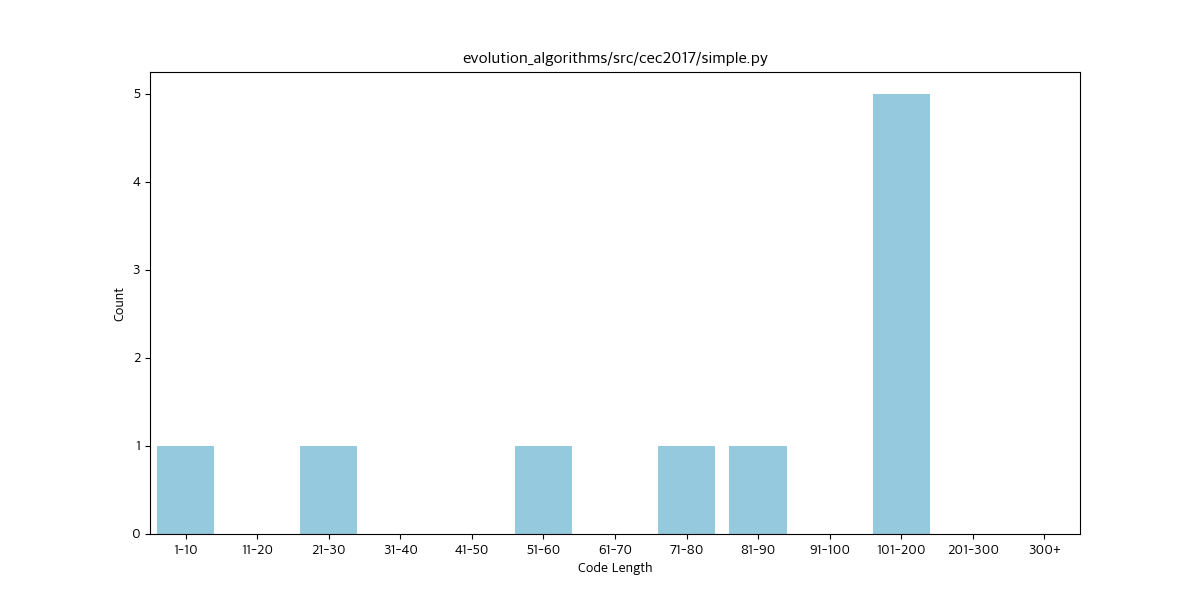 evolution_algorithms/src/cec2017/simple.py
5
4
3
2
1
0
Count
1-10 11-20 21-30 31-40 41-50 51-60 61-70 71-80 81-90 91-100 101-200 201-300 300+
Code Length